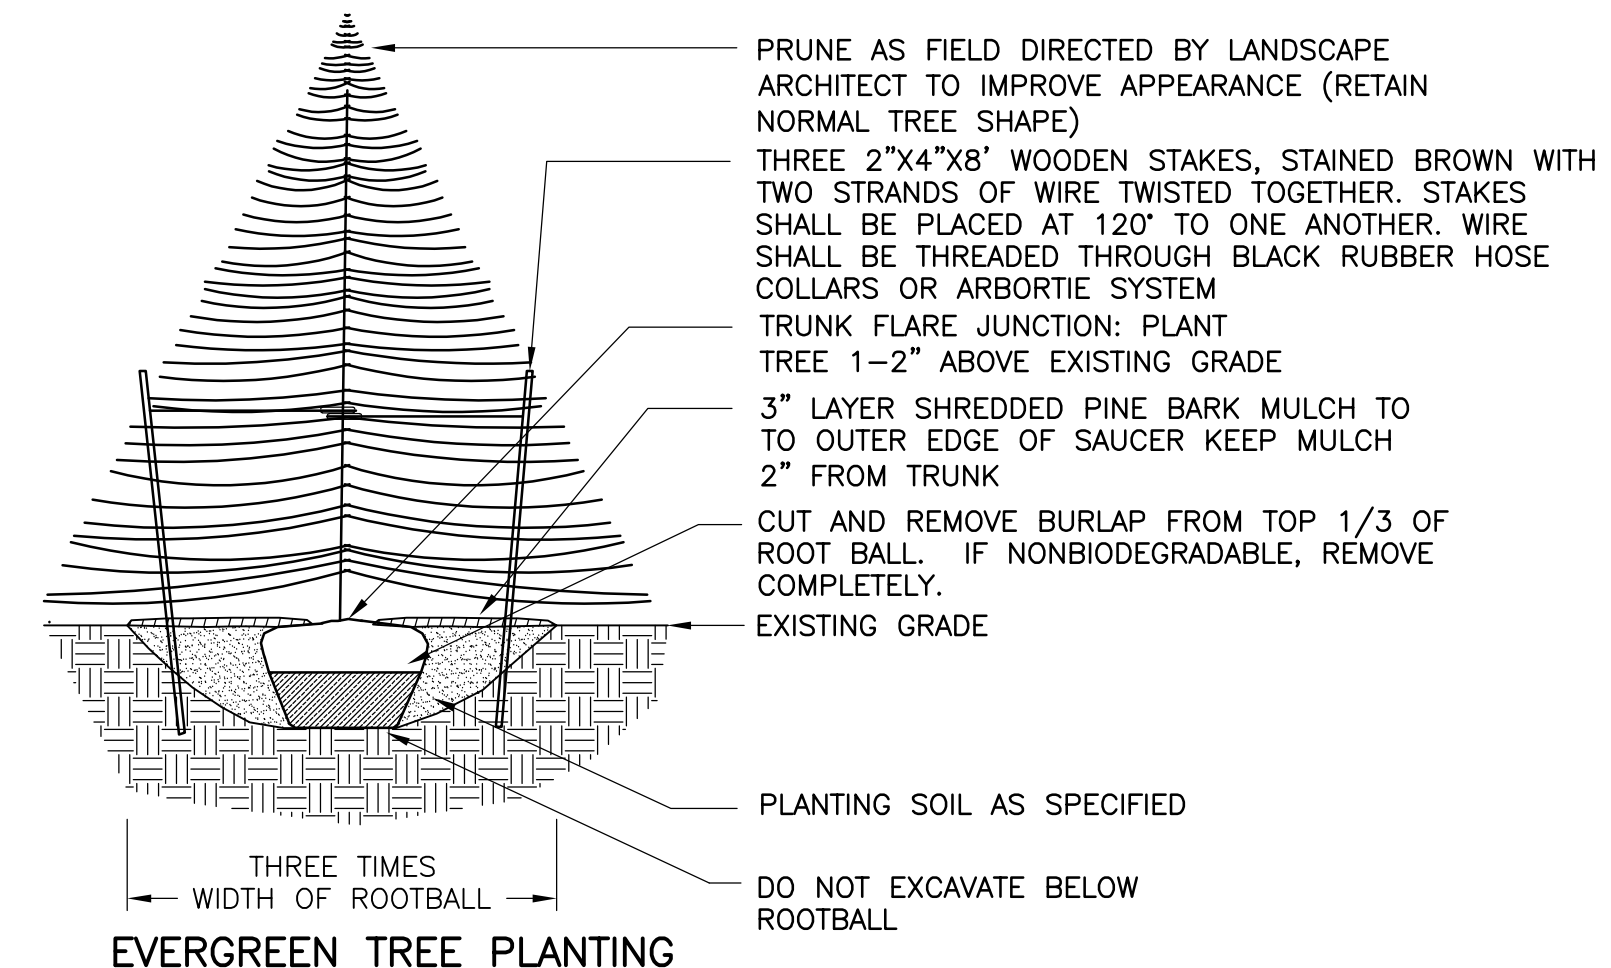 PRUNE AS FIELD DIRECTED BY LANDSCAPE
ARCHITECT TO IMPROVE APPEARANCE (RETAIN
NORMAL TREE SHAPE)
THREE 2"X4"X8' WOODEN STAKES, STAINED BROWN WITH
TWO STRANDS OF WIRE TWISTED TOGETHER. STAKES
SHALL BE PLACED AT 120° TO ONE ANOTHER. WIRE
SHALL BE THREADED THROUGH BLACK RUBBER HOSE
COLLARS OR ARBORTIE SYSTEM
TRUNK FLARE JUNCTION: PLANT
TREE 1-2" ABOVE EXISTING GRADE
3" LAYER SHREDDED PINE BARK MULCH TO
TO OUTER EDGE OF SAUCER KEEP MULCH
2" FROM TRUNK
CUT AND REMOVE BURLAP FROM TOP 1/3 OF
ROOT BALL. IF NONBIODEGRADABLE, REMOVE
COMPLETELY.
EXISTING GRADE
PLANTING SOIL AS SPECIFIED
DO NOT EXCAVATE BELOW
ROOTBALL
THREE TIMES
WIDTH OF ROOTBALL
EVERGREEN TREE PLANTING